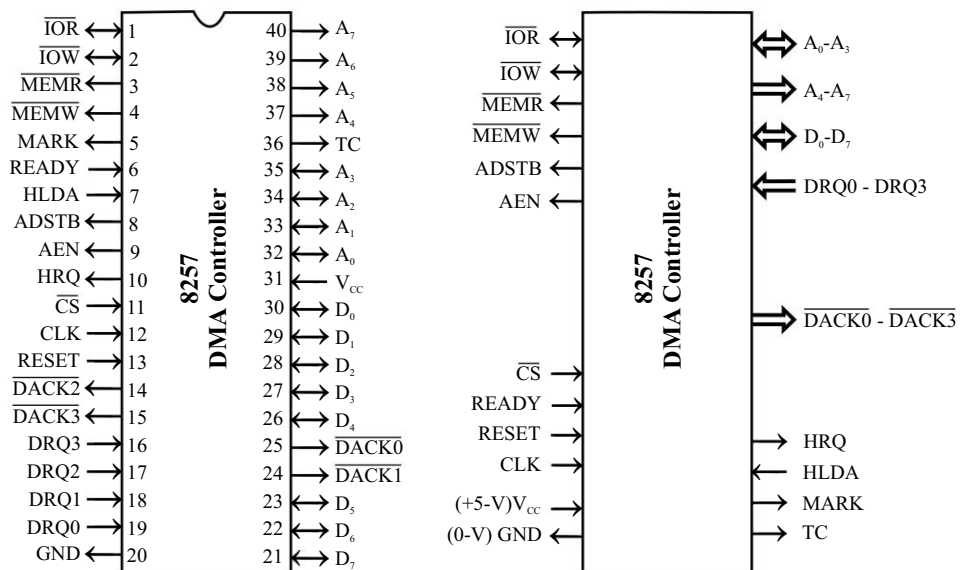 IOR 1 40 A₇
IOW 2 39 A₆
MEMR 3 38 A₅
MEMW 4 37 A₄
MARK 5 36 TC
READY 6 35 A₃
HLDA 7 34 A₂
ADSTB 8 33 A₁
AEN 9 32 A₀
HRQ 10 31 V_CC
CS 11 30 D₀
CLK 12 29 D₁
RESET 13 28 D₂
DACK2 14 27 D₃
DACK3 15 26 D₄
DRQ3 16 25 DACK0
DRQ2 17 24 DACK1
DRQ1 18 23 D₅
DRQ0 19 22 D₆
GND 20 21 D₇
8257
DMA Controller
IOR
IOW
MEMR
MEMW
ADSTB
AEN
CS
READY
RESET
CLK
(+5-V)V_CC
(0-V) GND
8257
DMA Controller
A₀-A₃
A₄-A₇
D₀-D₇
DRQ0 - DRQ3
DACK0 - DACK3
HRQ
HLDA
MARK
TC